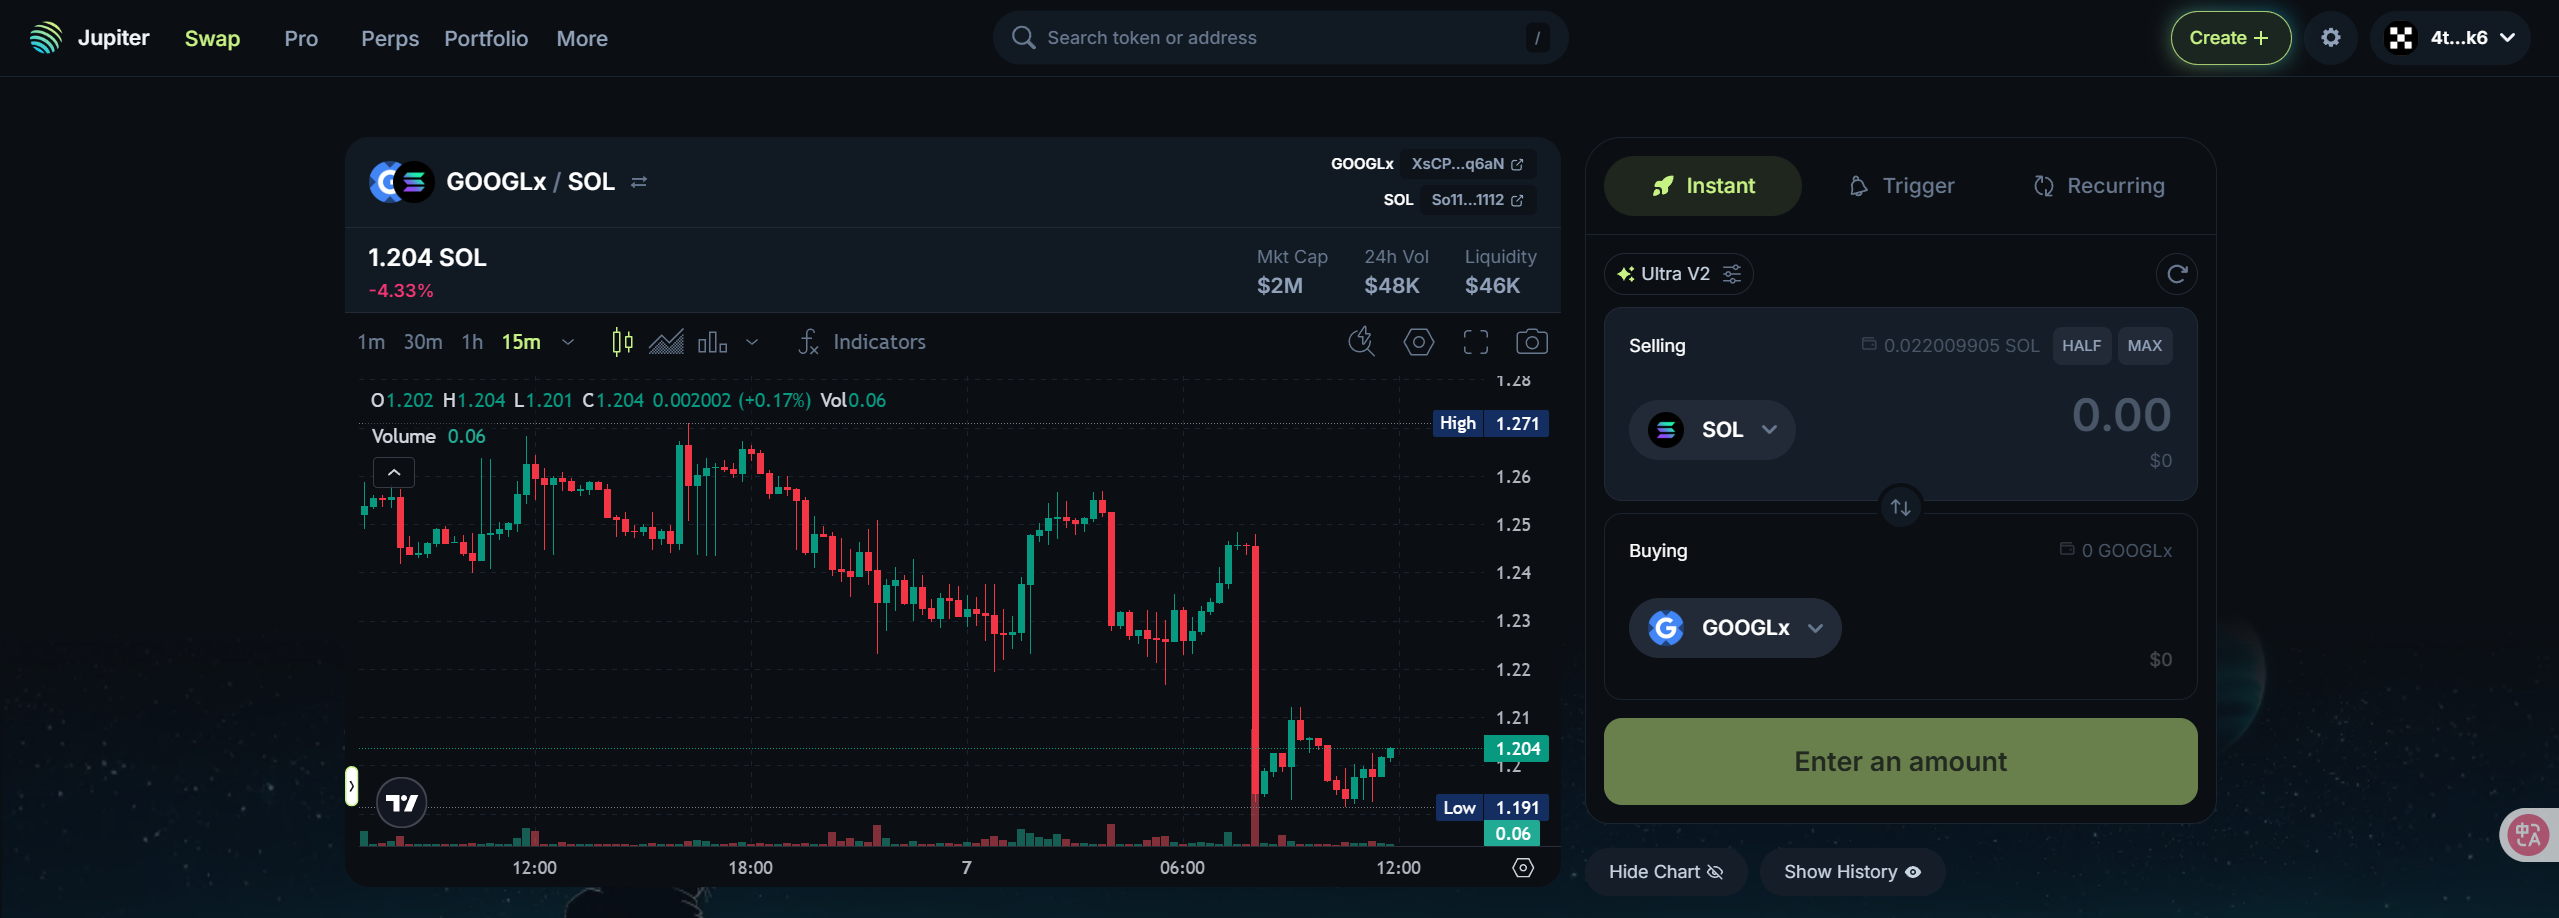 Jupiter Swap Pro Perps Portfolio More
Search token or address /
Create + 4t...k6
GOOGLx / SOL
GOOGLx XsCP...q6aN
SOL So11...1112
1.204 SOL
-4.33%
Mkt Cap 24h Vol Liquidity
$2M $48K $46K
1m 30m 1h 15m fx Indicators
O1.202 H1.204 L1.201 C1.204 0.002002 (+0.17%) Vol0.06
Volume 0.06
1.28
High 1.271
1.26
1.25
1.24
1.23
1.22
1.21
1.204
1.2
Low 1.191
0.06
12:00 18:00 7 06:00 12:00
Instant Trigger Recurring
Ultra V2
Selling 0.022009905 SOL HALF MAX
SOL 0.00
$0
Buying 0 GOOGLx
G GOOGLx
$0
Enter an amount
Hide Chart Show History
中A